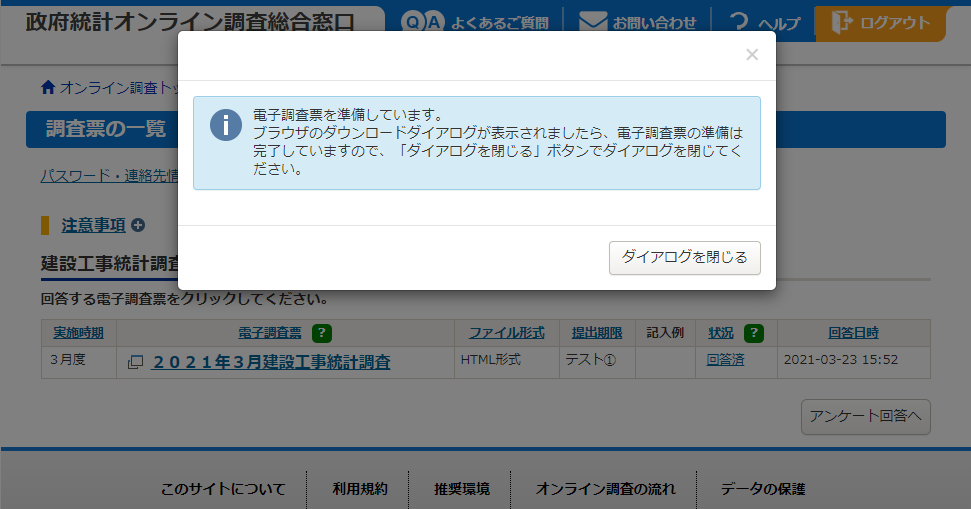 政府統計オンライン調査総合窓口
QA よくあるご質問
お問い合わせ
? ヘルプ
ログアウト
×
オンライン調査ト
電子調査票を準備しています。
ブラウザのダウンロードダイアログが表示されましたら、電子調査票の準備は
完了していますので、「ダイアログを閉じる」ボタンでダイアログを閉じてく
ださい。
調査票の一覧
パスワード・連絡先情
注意事項
ダイアログを閉じる
建設工事統計調査
回答する電子調査票をクリックしてください。
実施時期 電子調査票 ? ファイル形式 提出期限 記入例 状況 ? 回答日時
3月度 2021年3月建設工事統計調査 HTML形式 テスト① 回答済 2021-03-23 15:52
アンケート回答へ
このサイトについて 利用規約 推奨環境 オンライン調査の流れ データの保護